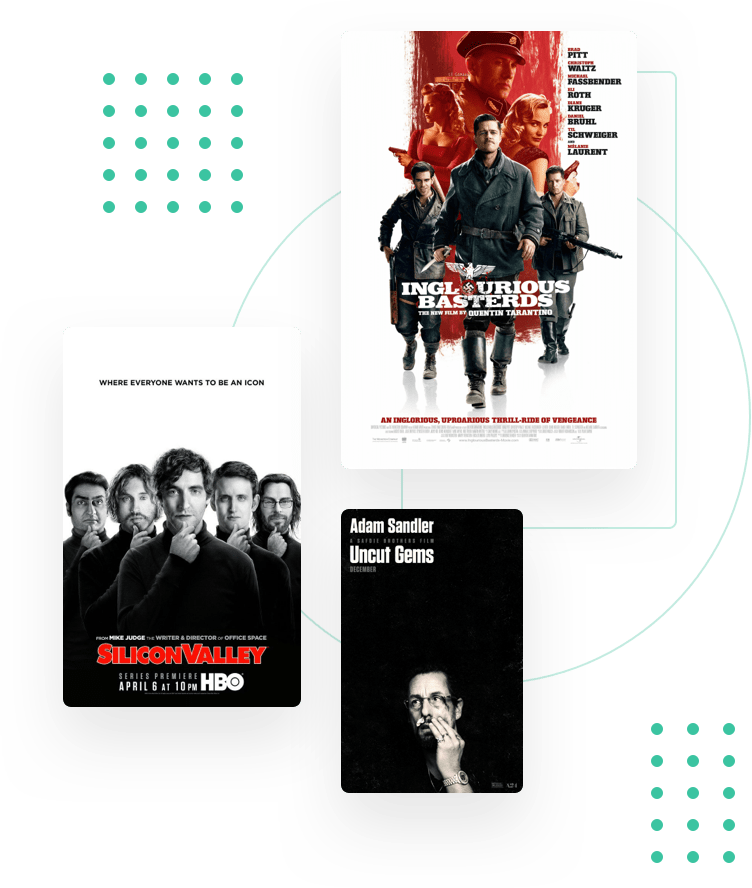 BRAD
PITT
CHRISTOPH
WALTZ
MICHAEL
FASSBENDER
ELI
ROTH
DIANE
KRUGER
DANIEL
BRÜHL
TIL
SCHWEIGER
AND
MÉLANIE
LAURENT
INGLOURIOUS
BASTERDS
THE NEW FILM BY QUENTIN TARANTINO
AN INGLORIOUS, UPROARIOUS THRILL-RIDE OF VENGEANCE
WHERE EVERYONE WANTS TO BE AN ICON
FROM MIKE JUDGE THE WRITER & DIRECTOR OF OFFICE SPACE
SILICON VALLEY
SERIES PREMIERE
APRIL 6 AT 10PM HBO
Adam Sandler
A SAFDIE BROTHERS FILM
Uncut Gems
DECEMBER
A24